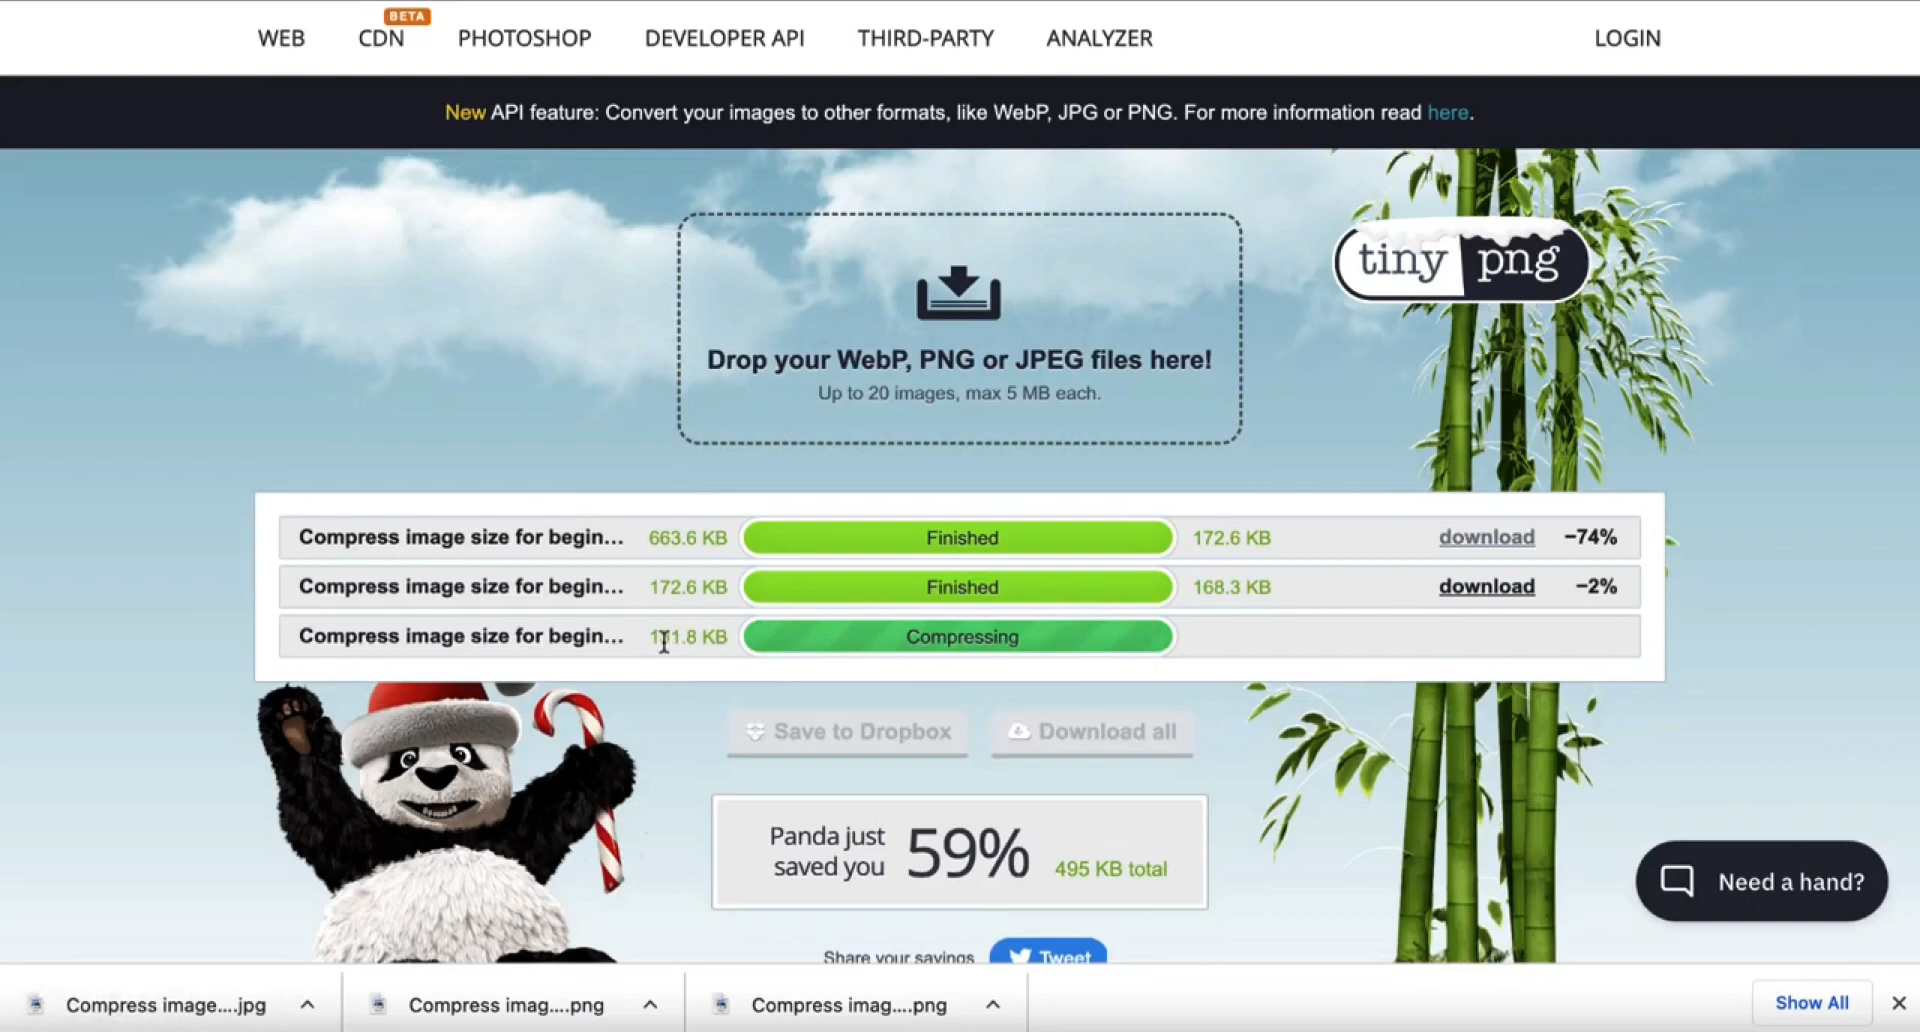 BETA
WEB CDN PHOTOSHOP DEVELOPER API THIRD-PARTY ANALYZER LOGIN
New API feature: Convert your images to other formats, like WebP, JPG or PNG. For more information read here.
tiny png
Drop your WebP, PNG or JPEG files here!
Up to 20 images, max 5 MB each.
Compress image size for begin... 663.6 KB Finished 172.6 KB download -74%
Compress image size for begin... 172.6 KB Finished 168.3 KB download -2%
Compress image size for begin... KB Compressing
Save to Dropbox Download all
Panda just saved you 59% 495 KB total
Share your savings Tweet
Need a hand?
Compress image....jpg Compress imag....png Compress imag....png Show All